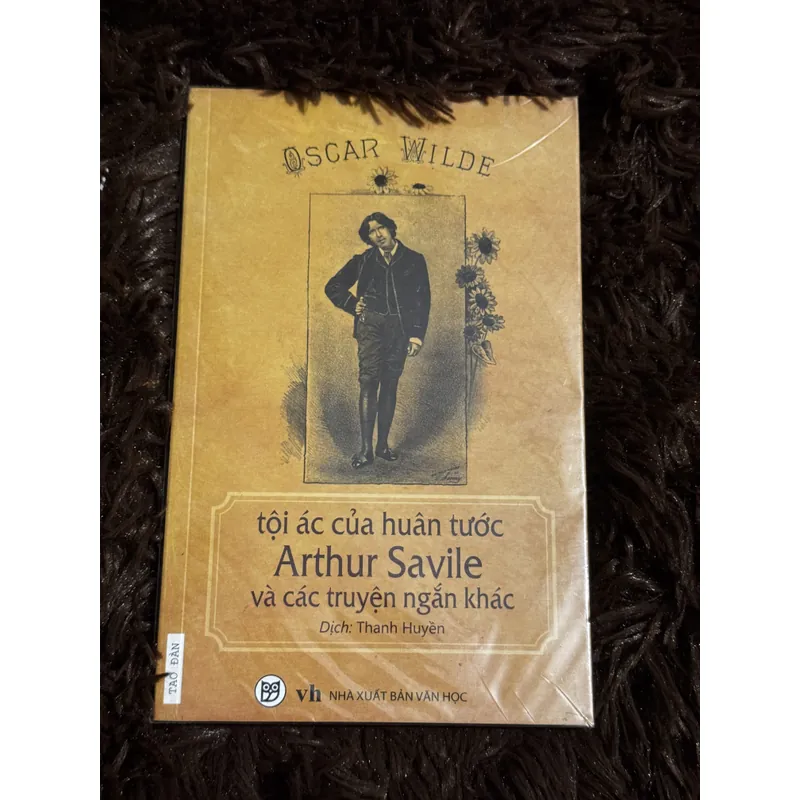 OSCAR WILDE
tội ác của huân tước
Arthur Savile
và các truyện ngắn khác
Dịch: Thanh Huyền
TAO ĐÀN
vh NHÀ XUẤT BẢN VĂN HỌC